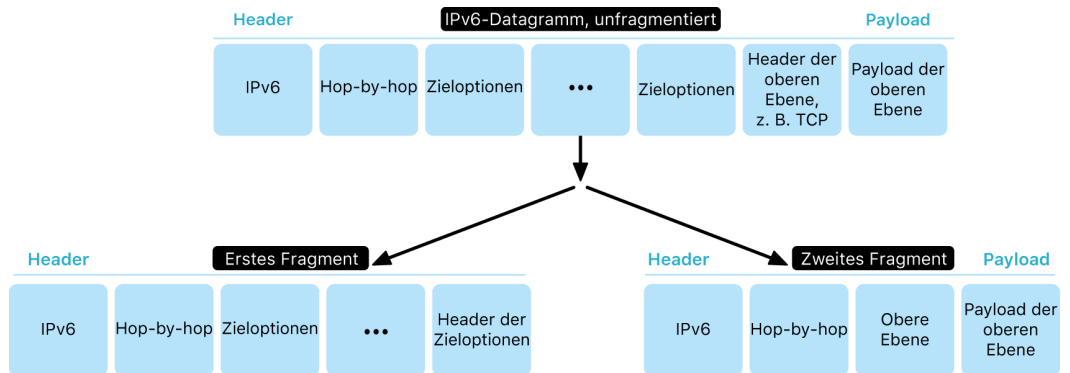 Header IPv6-Datagramm, unfragmentiert Payload
IPv6
Hop-by-hop
Zieloptionen
•••
Zieloptionen
Header der
oberen
Ebene,
z. B. TCP
Payload der
oberen
Ebene
Header Erstes Fragment
IPv6
Hop-by-hop
Zieloptionen
•••
Header der
Zieloptionen
Header Zweites Fragment Payload
IPv6
Hop-by-hop
Obere
Ebene
Payload der
oberen
Ebene